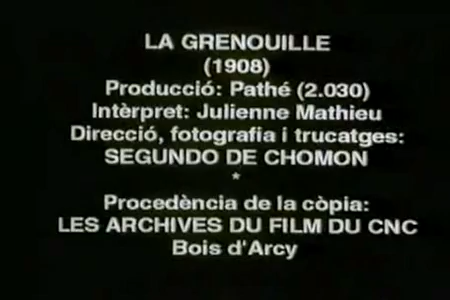 LA GRENOUILLE
(1908)
Producció: Pathé (2.030)
Intèrpret: Julienne Mathieu
Direcció, fotografia i trucatges:
SEGUNDO DE CHOMON
*
Procedència de la còpia:
LES ARCHIVES DU FILM DU CNC
Bois d'Arcy